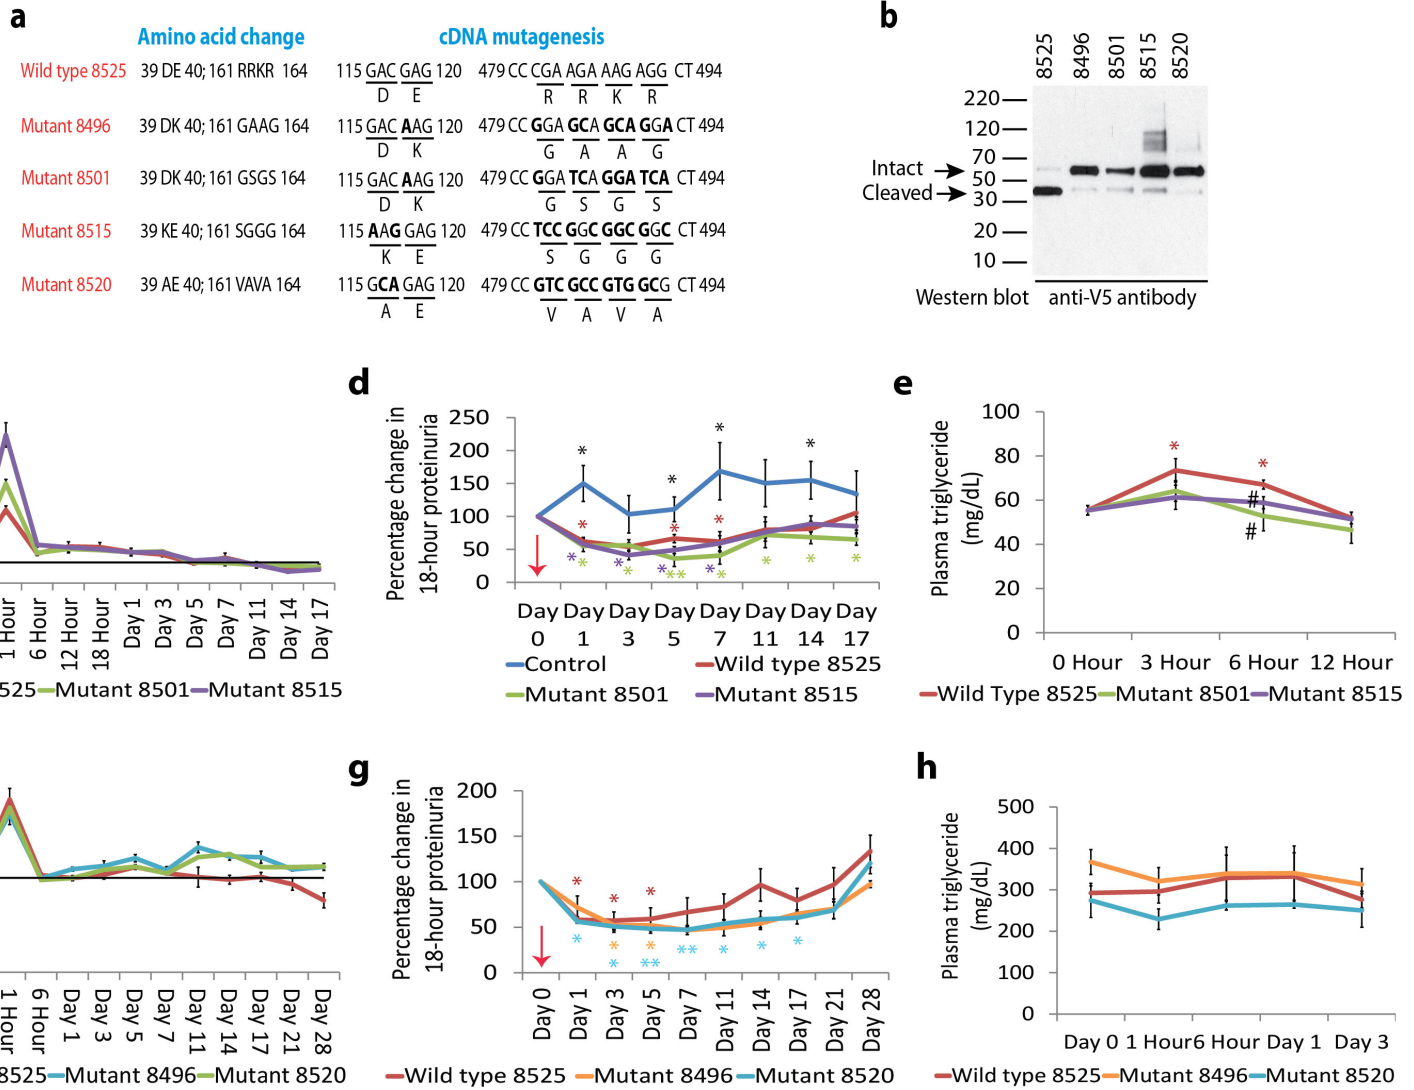 a
Amino acid change cDNA mutagenesis
Wild type 8525 39 DE 40; 161 RRKR 164 115 GAC GAG 120 479 CC CGA AGA AAG AGG CT 494
D E R R K R
Mutant 8496 39 DK 40; 161 GAAG 164 115 GAC AAG 120 479 CC GGA GCA GCA GGA CT 494
D K G A A G
Mutant 8501 39 DK 40; 161 GSGS 164 115 GAC AAG 120 479 CC GGA TCA GGA TCA CT 494
D K G S G S
Mutant 8515 39 KE 40; 161 SGGG 164 115 AAG GAG 120 479 CC TCC GGC GGC GGC CT 494
K E S G G G
Mutant 8520 39 AE 40; 161 VAVA 164 115 GCA GAG 120 479 CC GTC GCC GTG GCG CT 494
A E V A V A
b
8525 8496 8501 8515 8520
220
120
70
Intact
50
Cleaved
30
20
10
Western blot anti-V5 antibody
1 Hour 6 Hour 12 Hour 18 Hour Day 1 Day 3 Day 5 Day 7 Day 11 Day 14 Day 17
525 Mutant 8501 Mutant 8515
d
Percentage change in
18-hour proteinuria
250
200
150
100
50
0
* * * *
* * * *
* * * *
* * ** * * * *
Day Day Day Day Day Day Day Day
0 1 3 5 7 11 14 17
Control Wild type 8525
Mutant 8501 Mutant 8515
e
Plasma triglyceride
(mg/dL)
100
80
60
40
20
0
* *
#
#
0 Hour 3 Hour 6 Hour 12 Hour
Wild Type 8525 Mutant 8501 Mutant 8515
1 Hour 6 Hour Day 1 Day 3 Day 5 Day 7 Day 11 Day 14 Day 17 Day 21 Day 28
8525 Mutant 8496 Mutant 8520
g
Percentage change in
18-hour proteinuria
200
150
100
50
0
* * *
* *
* * ** ** * * *
Day 0 Day 1 Day 3 Day 5 Day 7 Day 11 Day 14 Day 17 Day 21 Day 28
Wild type 8525 Mutant 8496 Mutant 8520
h
Plasma triglyceride
(mg/dL)
500
400
300
200
100
0
Day 0 1 Hour 6 Hour Day 1 Day 3
Wild type 8525 Mutant 8496 Mutant 8520